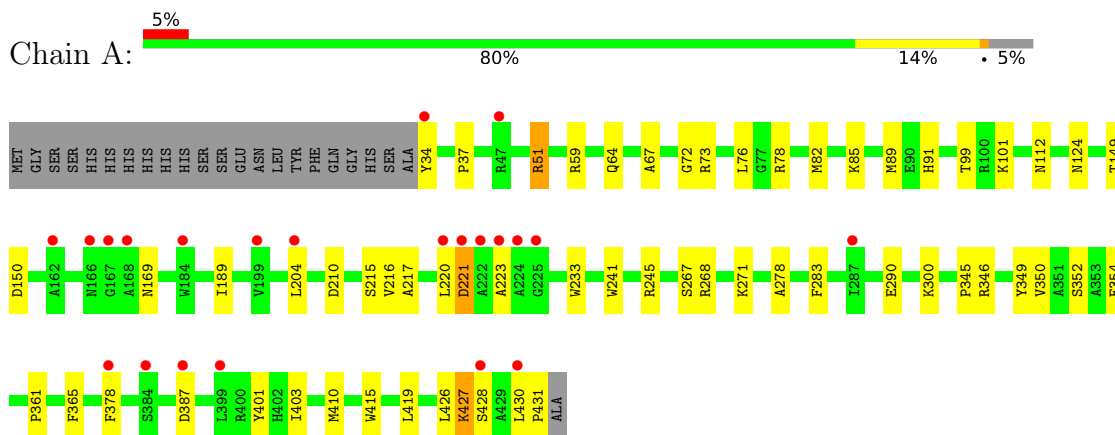 5%
Chain A:
80% 14% • 5%
MET GLY SER SER HIS HIS HIS HIS HIS HIS SER SER GLU ASN LEU TYR PHE GLN GLY HIS SER ALA Y34 P37 R47 R51 R59 Q64 A67 G72 R73 L76 G77 R78 M82 K85 M89 E90 H91 T99 R100 K101 N112 N124 T149
D150 A162 N166 G167 A168 N169 W184 I189 V199 L204 D210 S215 V216 A217 L220 D221 A222 A223 A224 G225 W233 W241 R245 S267 R268 K271 A278 F283 I287 E290 K300 P345 R346 Y349 V350 A351 S352 A353 E354
P361 F365 F378 S384 D387 L399 R400 Y401 H402 I403 M410 W415 L419 L426 K427 S428 A429 L430 P431 ALA